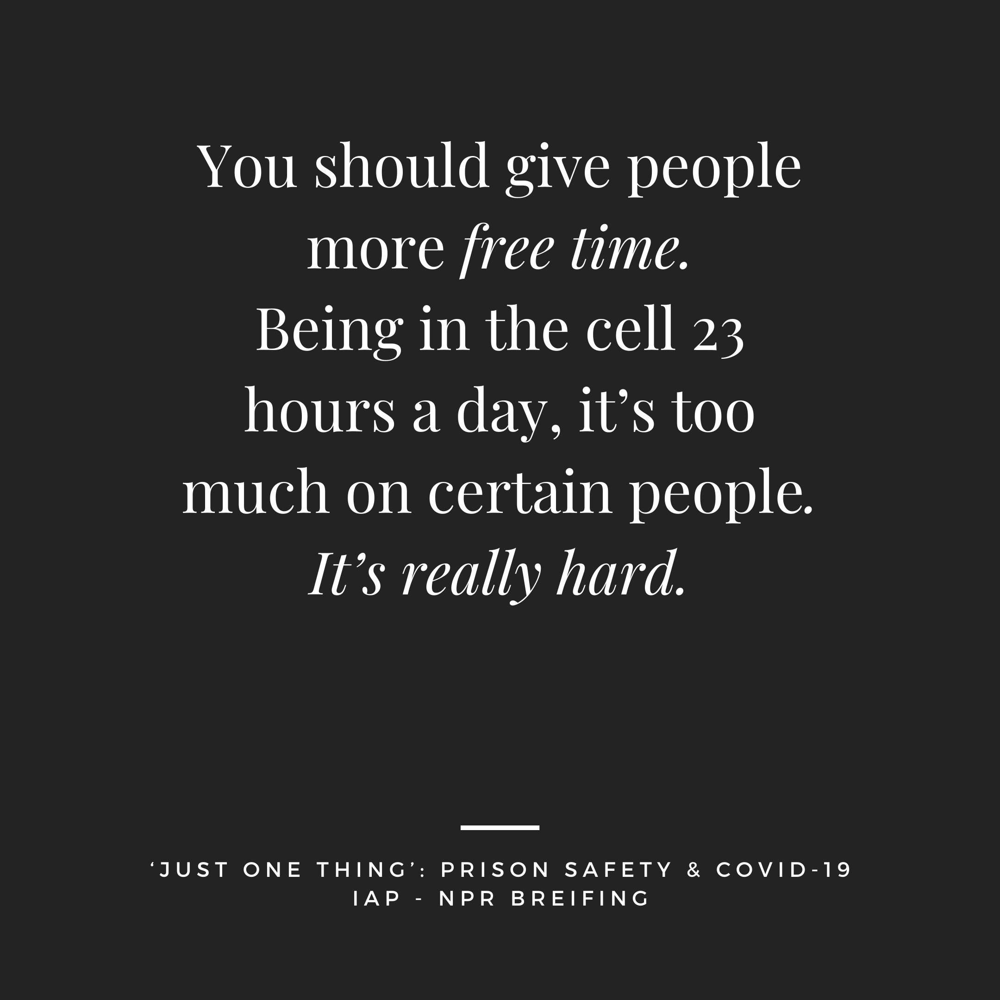 You should give people
more free time.
Being in the cell 23
hours a day, it’s too
much on certain people.
It’s really hard.
‘JUST ONE THING’: PRISON SAFETY & COVID-19
IAP - NPR BREIFING